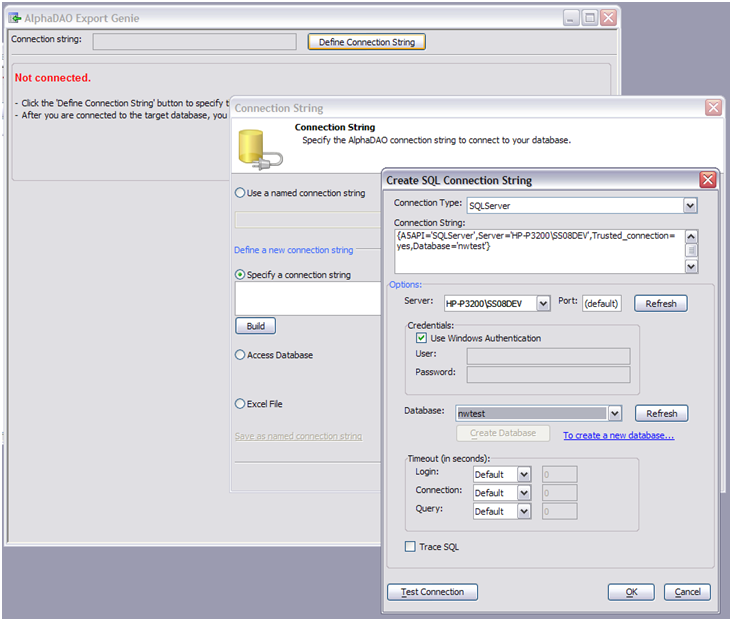 AlphaDAO Export Genie
Connection string:
Define Connection String
Not connected.
- Click the 'Define Connection String' button to specify t
- After you are connected to the target database, you
Connection String
Connection String
Specify the AlphaDAO connection string to connect to your database.
Use a named connection string
Define a new connection string
Specify a connection string
Build
Access Database
Excel File
Save as named connection string
Create SQL Connection String
Connection Type: SQLServer
Connection String:
{A5API='SQLServer',Server='HP-P3200\SS08DEV',Trusted_connection=
yes,Database='nwtest'}
Options:
Server: HP-P3200\SS08DEV Port: (default) Refresh
Credentials:
Use Windows Authentication
User:
Password:
Database: nwtest Refresh
Create Database To create a new database...
Timeout (in seconds):
Login: Default 0
Connection: Default 0
Query: Default 0
Trace SQL
Test Connection OK Cancel